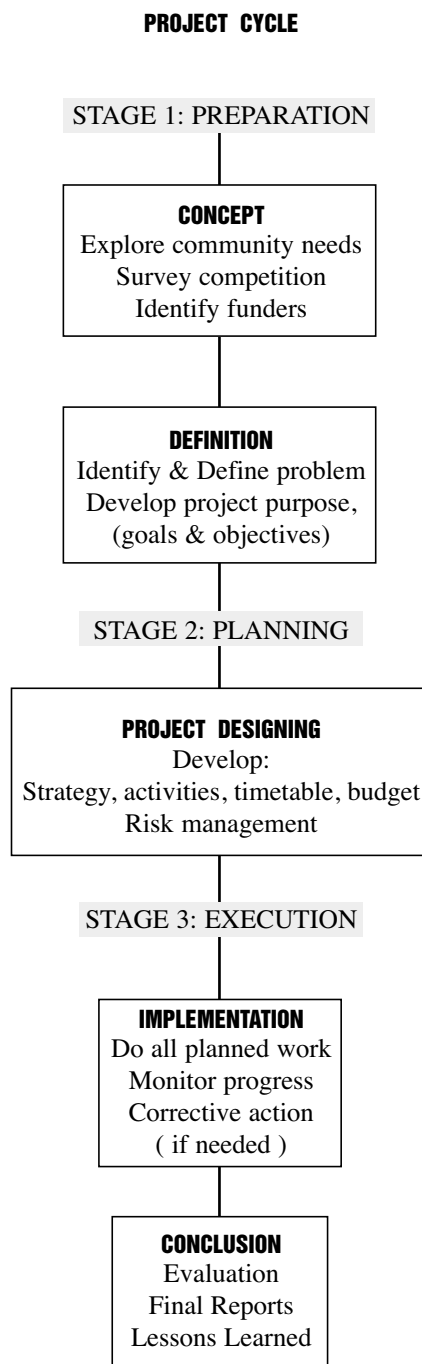 PROJECT CYCLE
STAGE 1: PREPARATION
CONCEPT
Explore community needs
Survey competition
Identify funders
DEFINITION
Identify & Define problem
Develop project purpose,
(goals & objectives)
STAGE 2: PLANNING
PROJECT DESIGNING
Develop:
Strategy, activities, timetable, budget
Risk management
STAGE 3: EXECUTION
IMPLEMENTATION
Do all planned work
Monitor progress
Corrective action
( if needed )
CONCLUSION
Evaluation
Final Reports
Lessons Learned